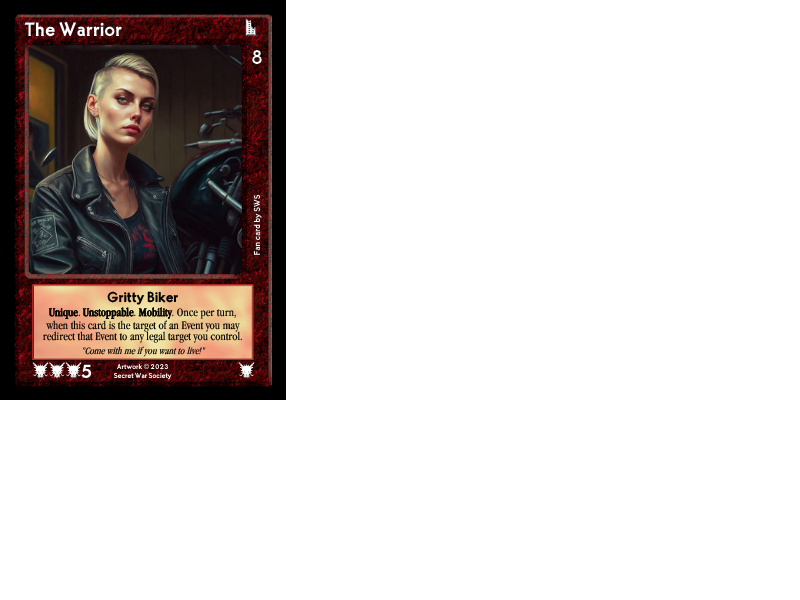 The Warrior
8
Fan card by SWS
Gritty Biker
Unique. Unstoppable. Mobility. Once per turn,
when this card is the target of an Event you may
redirect that Event to any legal target you control.
"Come with me if you want to live!"
5
Artwork © 2023
Secret War Society